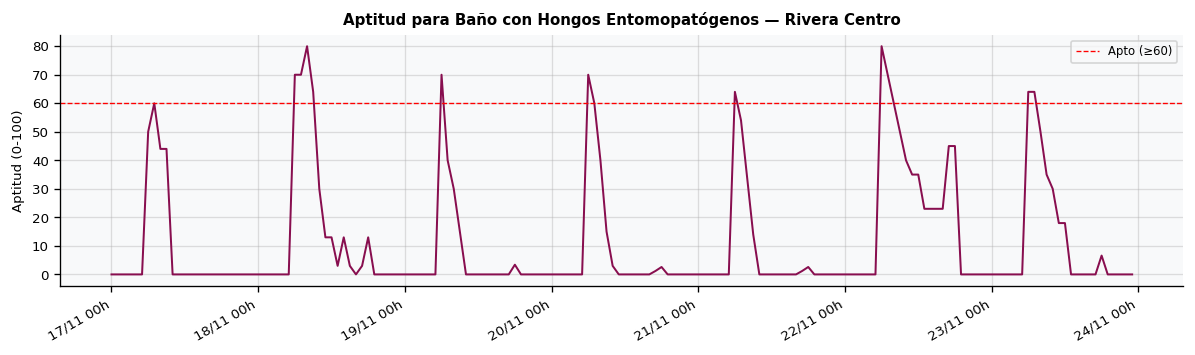 Aptitud para Baño con Hongos Entomopatógenos — Rivera Centro
Apto (≥60)
Aptitud (0-100)
80
70
60
50
40
30
20
10
0
17/11 00h
18/11 00h
19/11 00h
20/11 00h
21/11 00h
22/11 00h
23/11 00h
24/11 00h